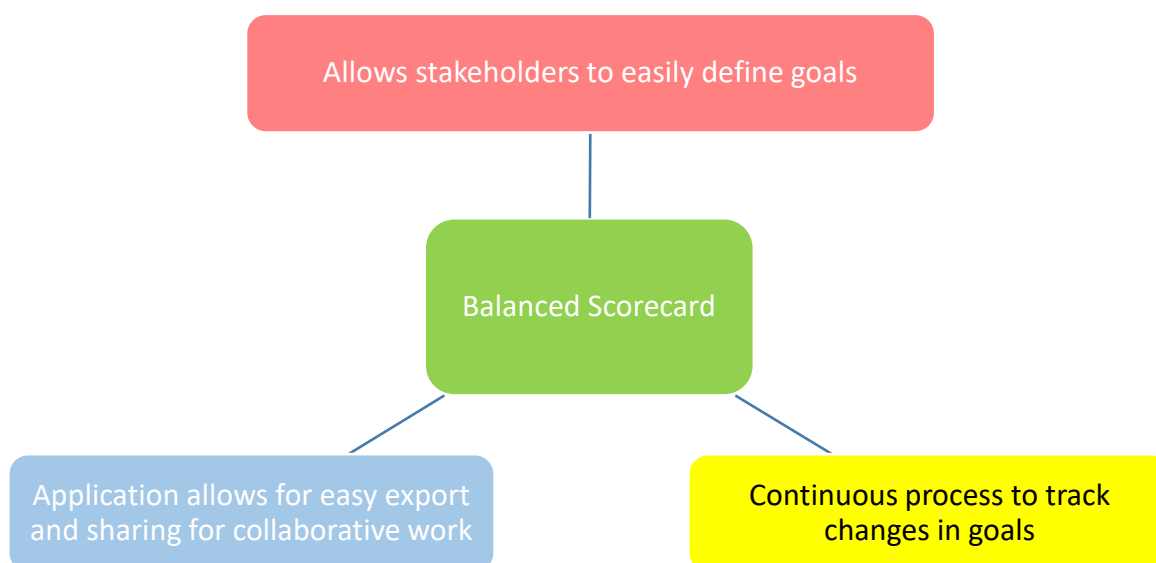 Allows stakeholders to easily define goals
Balanced Scorecard
Application allows for easy export
and sharing for collaborative work
Continuous process to track
changes in goals